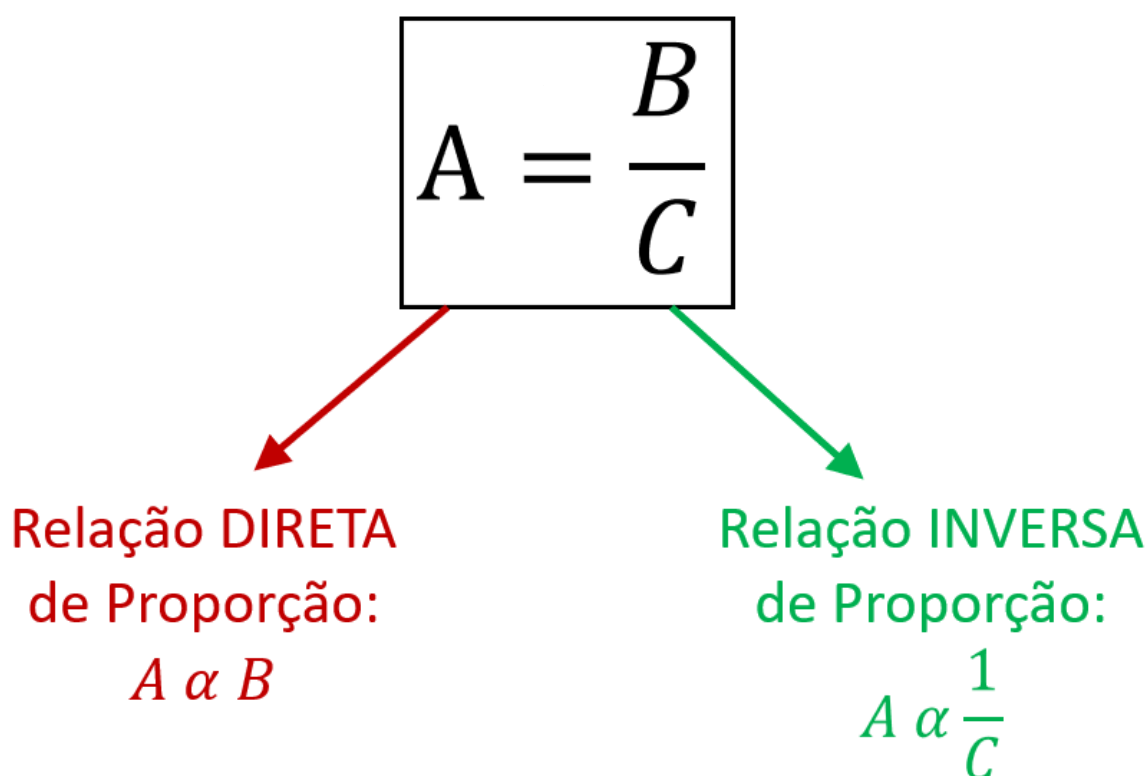 A = B/C
Relação DIRETA
de Proporção:
A α B
Relação INVERSA
de Proporção:
A α 1/C